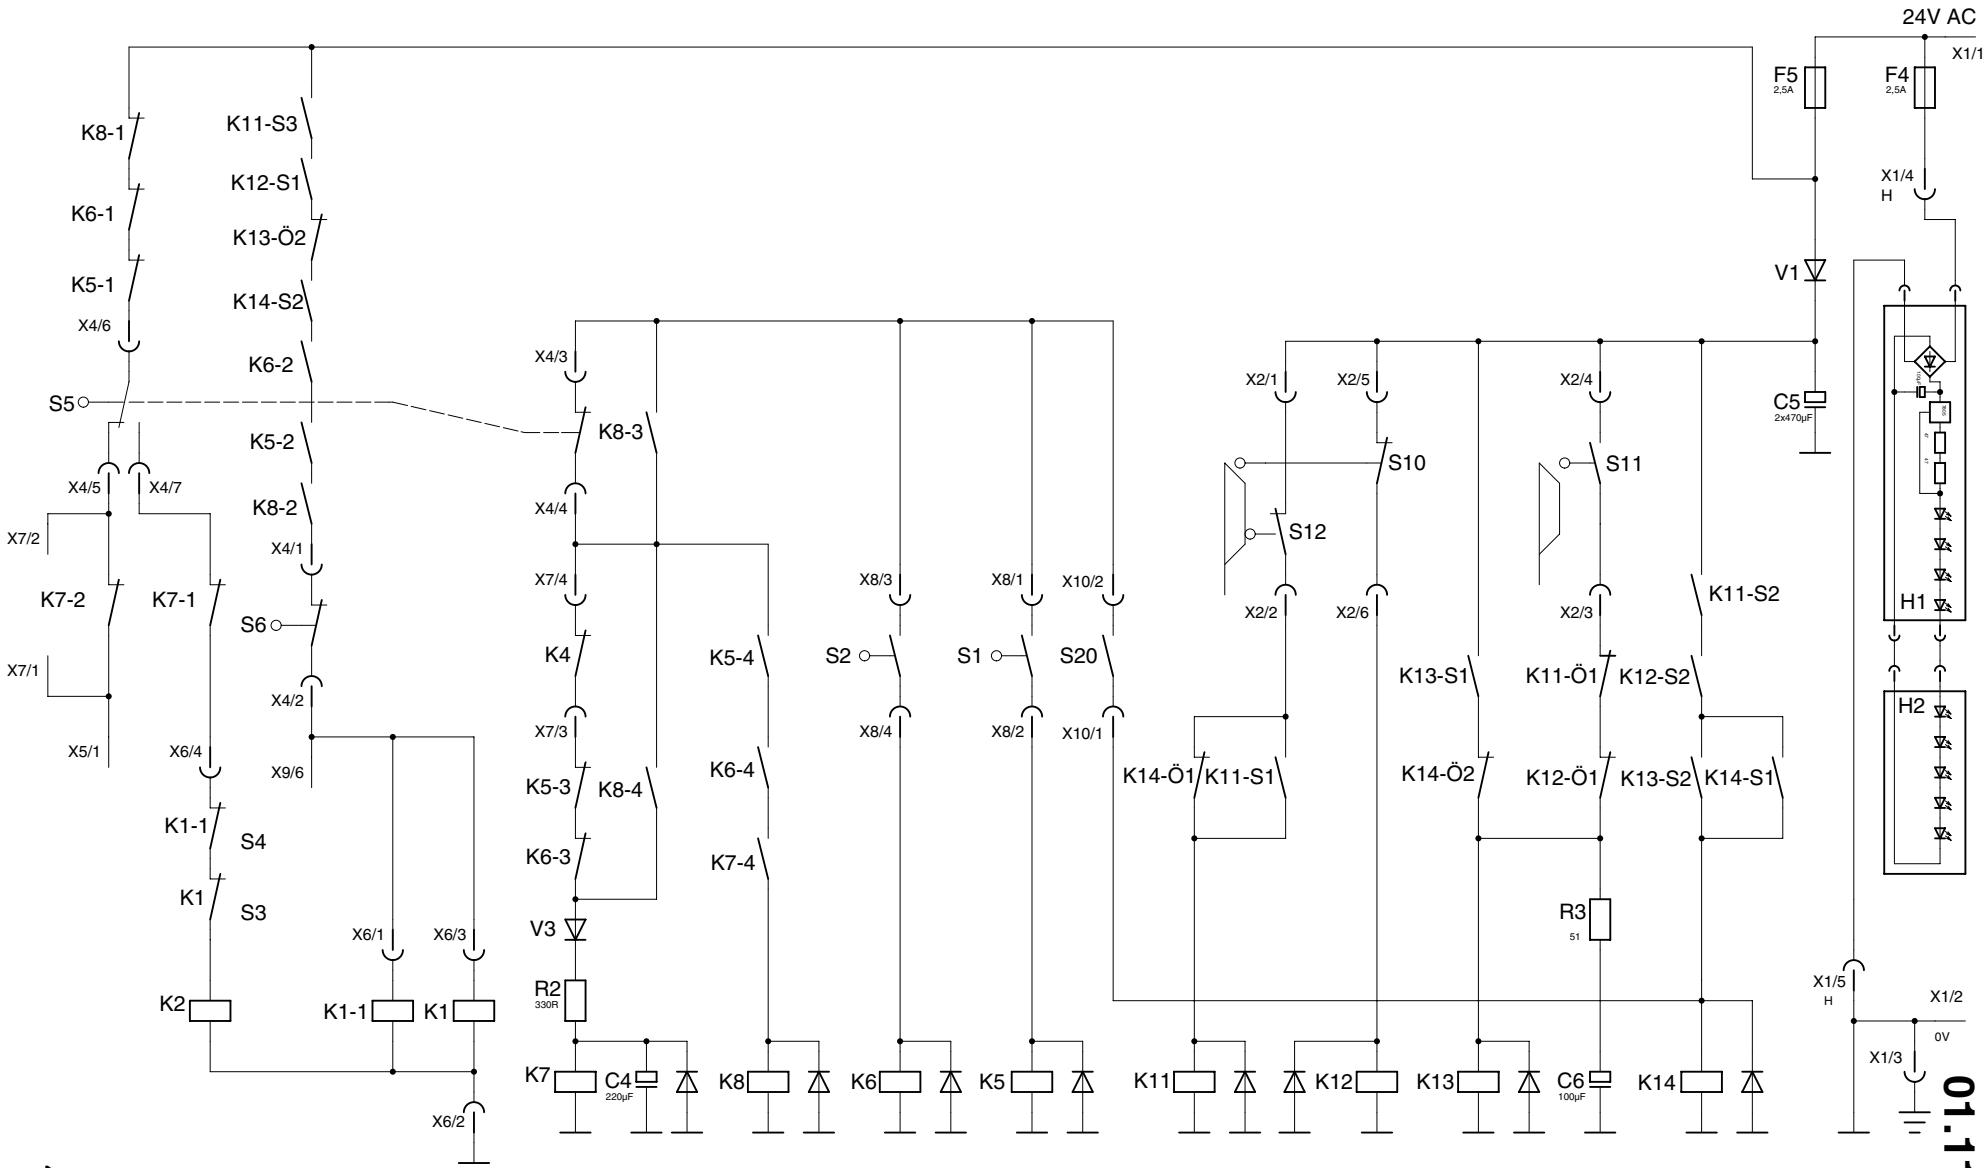 24V AC
X1/1
F5
2,5A
F4
2,5A
K8-1
K11-S3
X1/4
H
K12-S1
K6-1
K13-Ö2
V1
K5-1
K14-S2
X4/6
X4/3
K6-2
X2/1
X2/5
X2/4
S5
C5
2x470µF
K8-3
K5-2
S10
S11
X4/5
X4/7
K8-2
X4/4
S12
X7/2
X4/1
X7/4
X8/3
X8/1
X10/2
K7-2
K7-1
H1
K11-S2
X2/2
X2/6
X2/3
S6
K4
K5-4
S2
S1
S20
X7/1
K13-S1
K11-Ö1
K12-S2
X4/2
H2
X7/3
X8/4
X8/2
X10/1
X5/1
X6/4
X9/6
K5-3
K8-4
K6-4
K14-Ö1
K11-S1
K14-Ö2
K12-Ö1
K13-S2
K14-S1
K1-1
S4
K6-3
K7-4
K1
S3
X6/1
X6/3
V3
R3
51
R2
330R
X1/5
H
X1/2
K2
K1-1
K1
0V
X1/3
K7
C4
220µF
K8
K6
K5
K11
K12
K13
C6
100µF
K14
X6/2
01.1